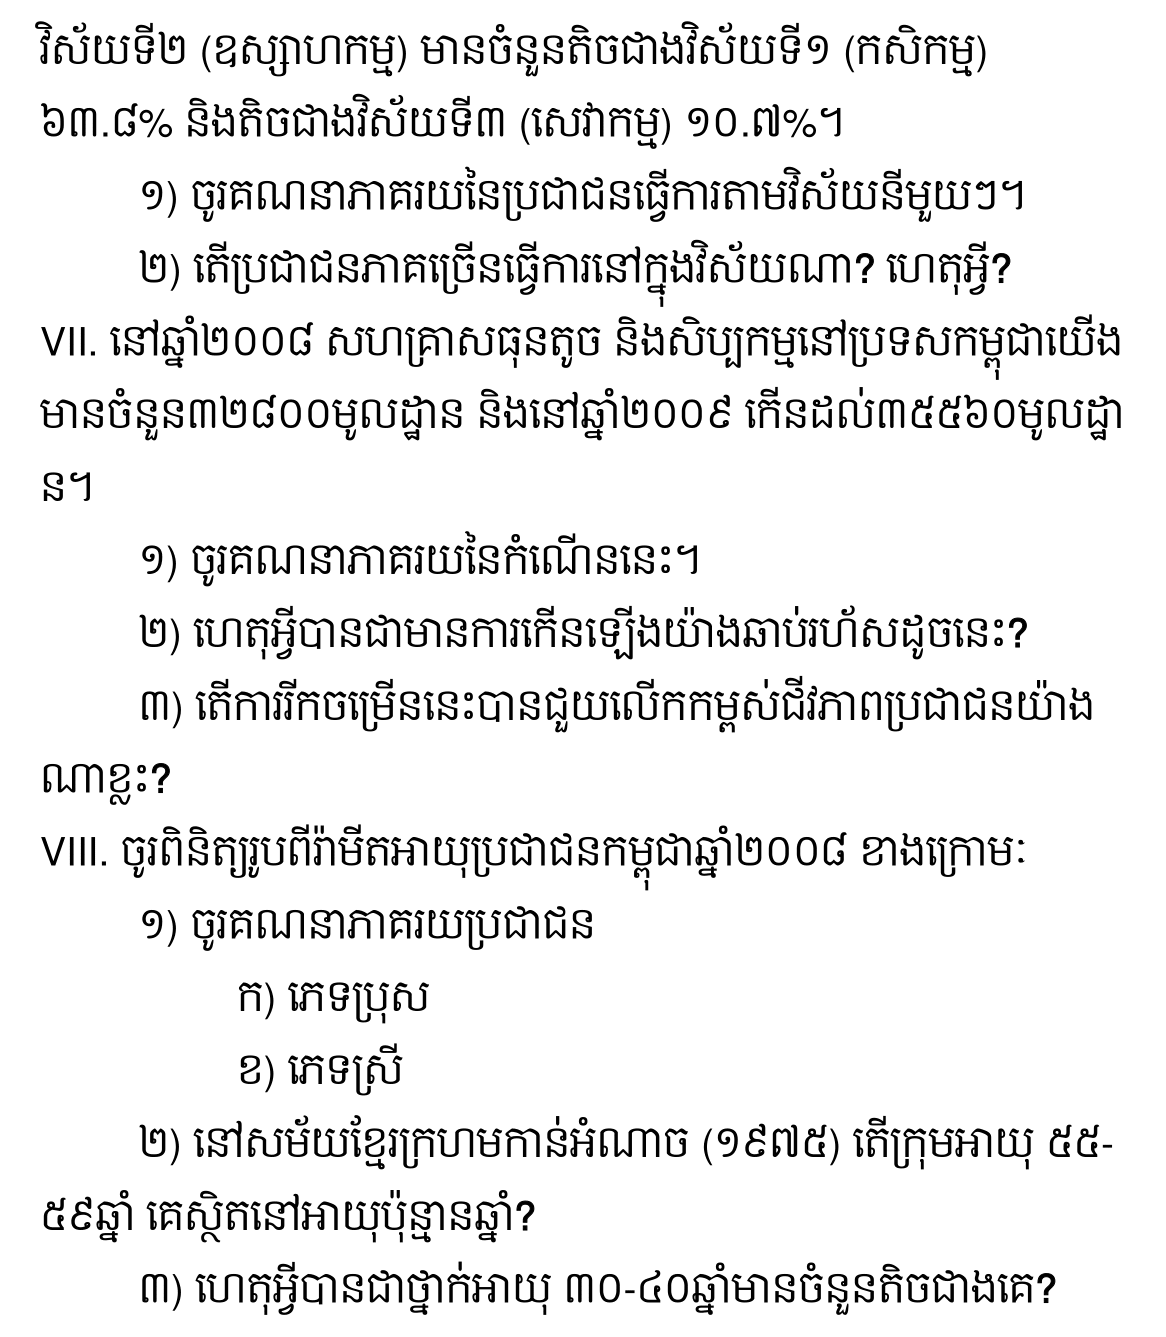 វិស័យទី២ (ឧស្សាហកម្ម) មានចំនួនតិចជាងវិស័យទី១ (កសិកម្ម)
៦៣.៨% និងតិចជាងវិស័យទី៣ (សេវាកម្ម) ១០.៧%។
១) ចូរគណនាភាគរយនៃប្រជាជនធ្វើការតាមវិស័យនីមួយៗ។
២) តើប្រជាជនភាគច្រើនធ្វើការនៅក្នុងវិស័យណា? ហេតុអ្វី?
VII. នៅឆ្នាំ២០០៨ សហគ្រាសធុនតូច និងសិប្បកម្មនៅប្រទសកម្ពុជាយើង
មានចំនួន៣២៨០០មូលដ្ឋាន និងនៅឆ្នាំ២០០៩ កើនដល់៣៥៥៦០មូលដ្ឋា
ន។
១) ចូរគណនាភាគរយនៃកំណើននេះ។
២) ហេតុអ្វីបានជាមានការកើនឡើងយ៉ាងឆាប់រហ័សដូចនេះ?
៣) តើការរីកចម្រើននេះបានជួយលើកកម្ពស់ជីវភាពប្រជាជនយ៉ាង
ណាខ្លះ?
VIII. ចូរពិនិត្យរូបពីរ៉ាមីតអាយុប្រជាជនកម្ពុជាឆ្នាំ២០០៨ ខាងក្រោមៈ
១) ចូរគណនាភាគរយប្រជាជន
ក) ភេទប្រុស
ខ) ភេទស្រី
២) នៅសម័យខ្មែរក្រហមកាន់អំណាច (១៩៧៥) តើក្រុមអាយុ ៥៥-
៥៩ឆ្នាំ គេស្ថិតនៅអាយុប៉ុន្មានឆ្នាំ?
៣) ហេតុអ្វីបានជាថ្នាក់អាយុ ៣០-៤០ឆ្នាំមានចំនួនតិចជាងគេ?